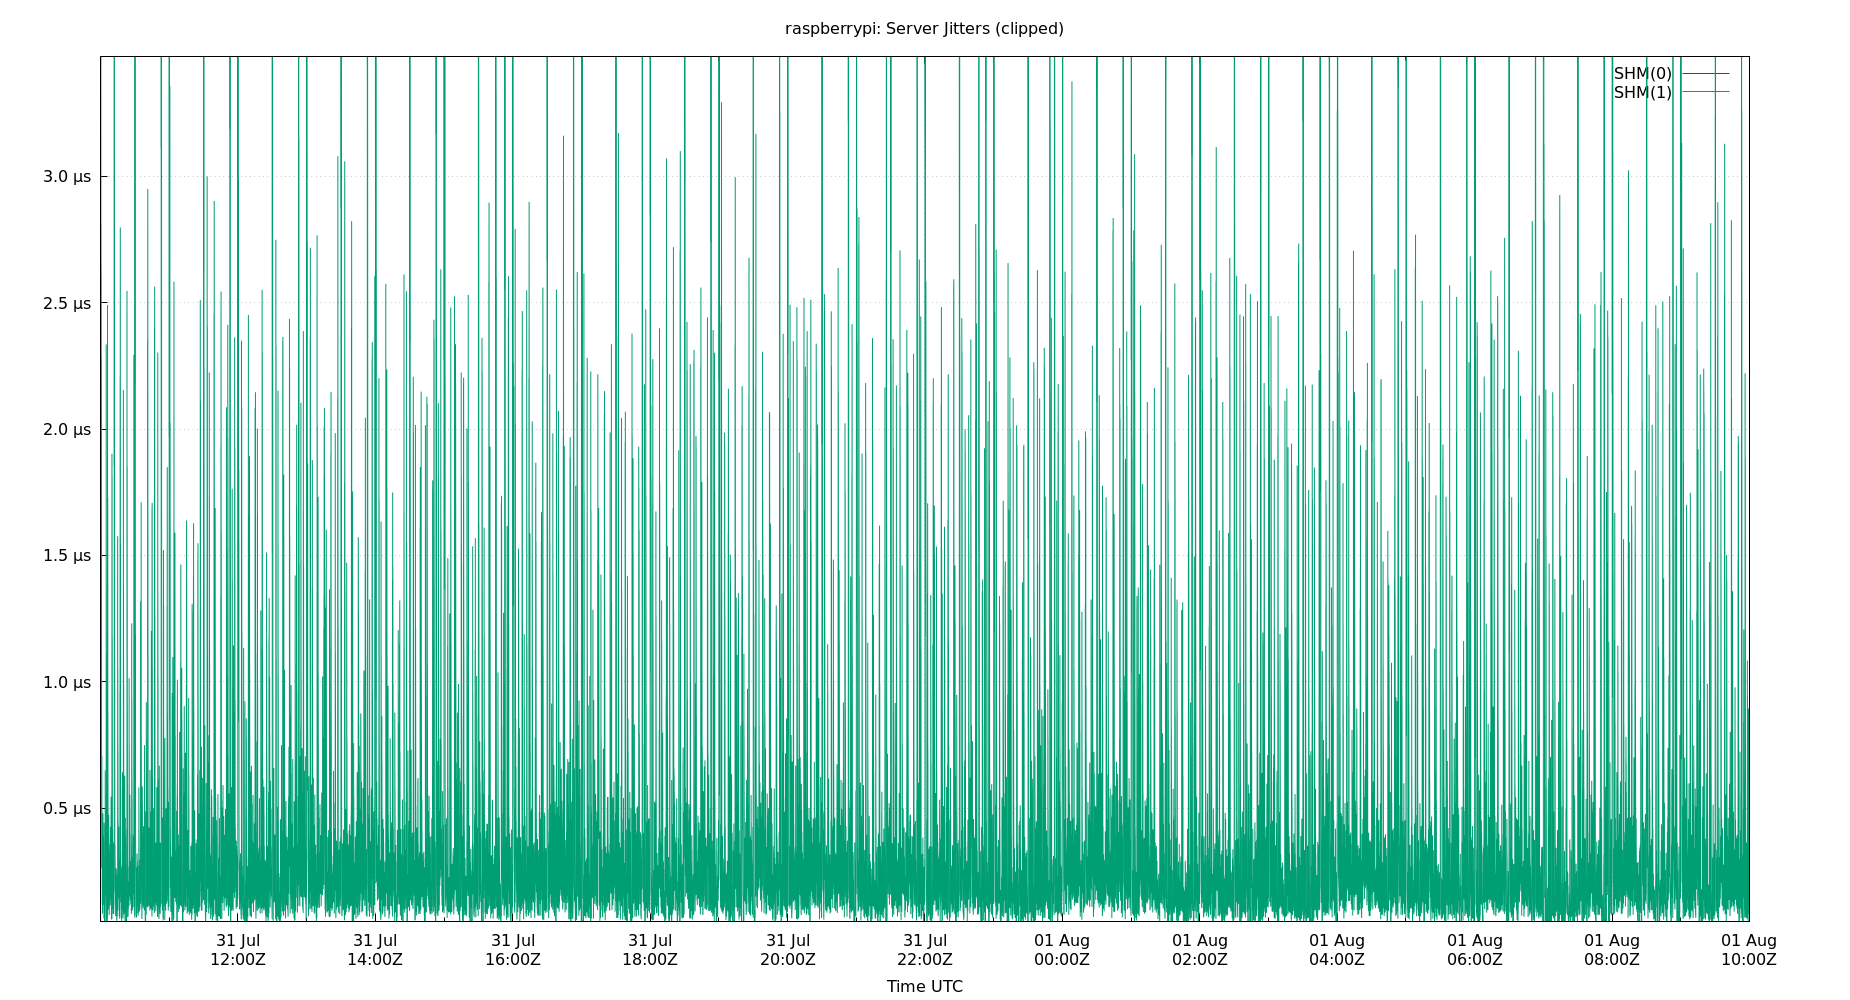 raspberrypi: Server Jitters (clipped)
SHM(0)
SHM(1)
3.0 µs
2.5 µs
2.0 µs
1.5 µs
1.0 µs
0.5 µs
31 Jul 31 Jul 31 Jul 31 Jul 31 Jul 31 Jul 01 Aug 01 Aug 01 Aug 01 Aug 01 Aug 01 Aug
12:00Z 14:00Z 16:00Z 18:00Z 20:00Z 22:00Z 00:00Z 02:00Z 04:00Z 06:00Z 08:00Z 10:00Z
Time UTC